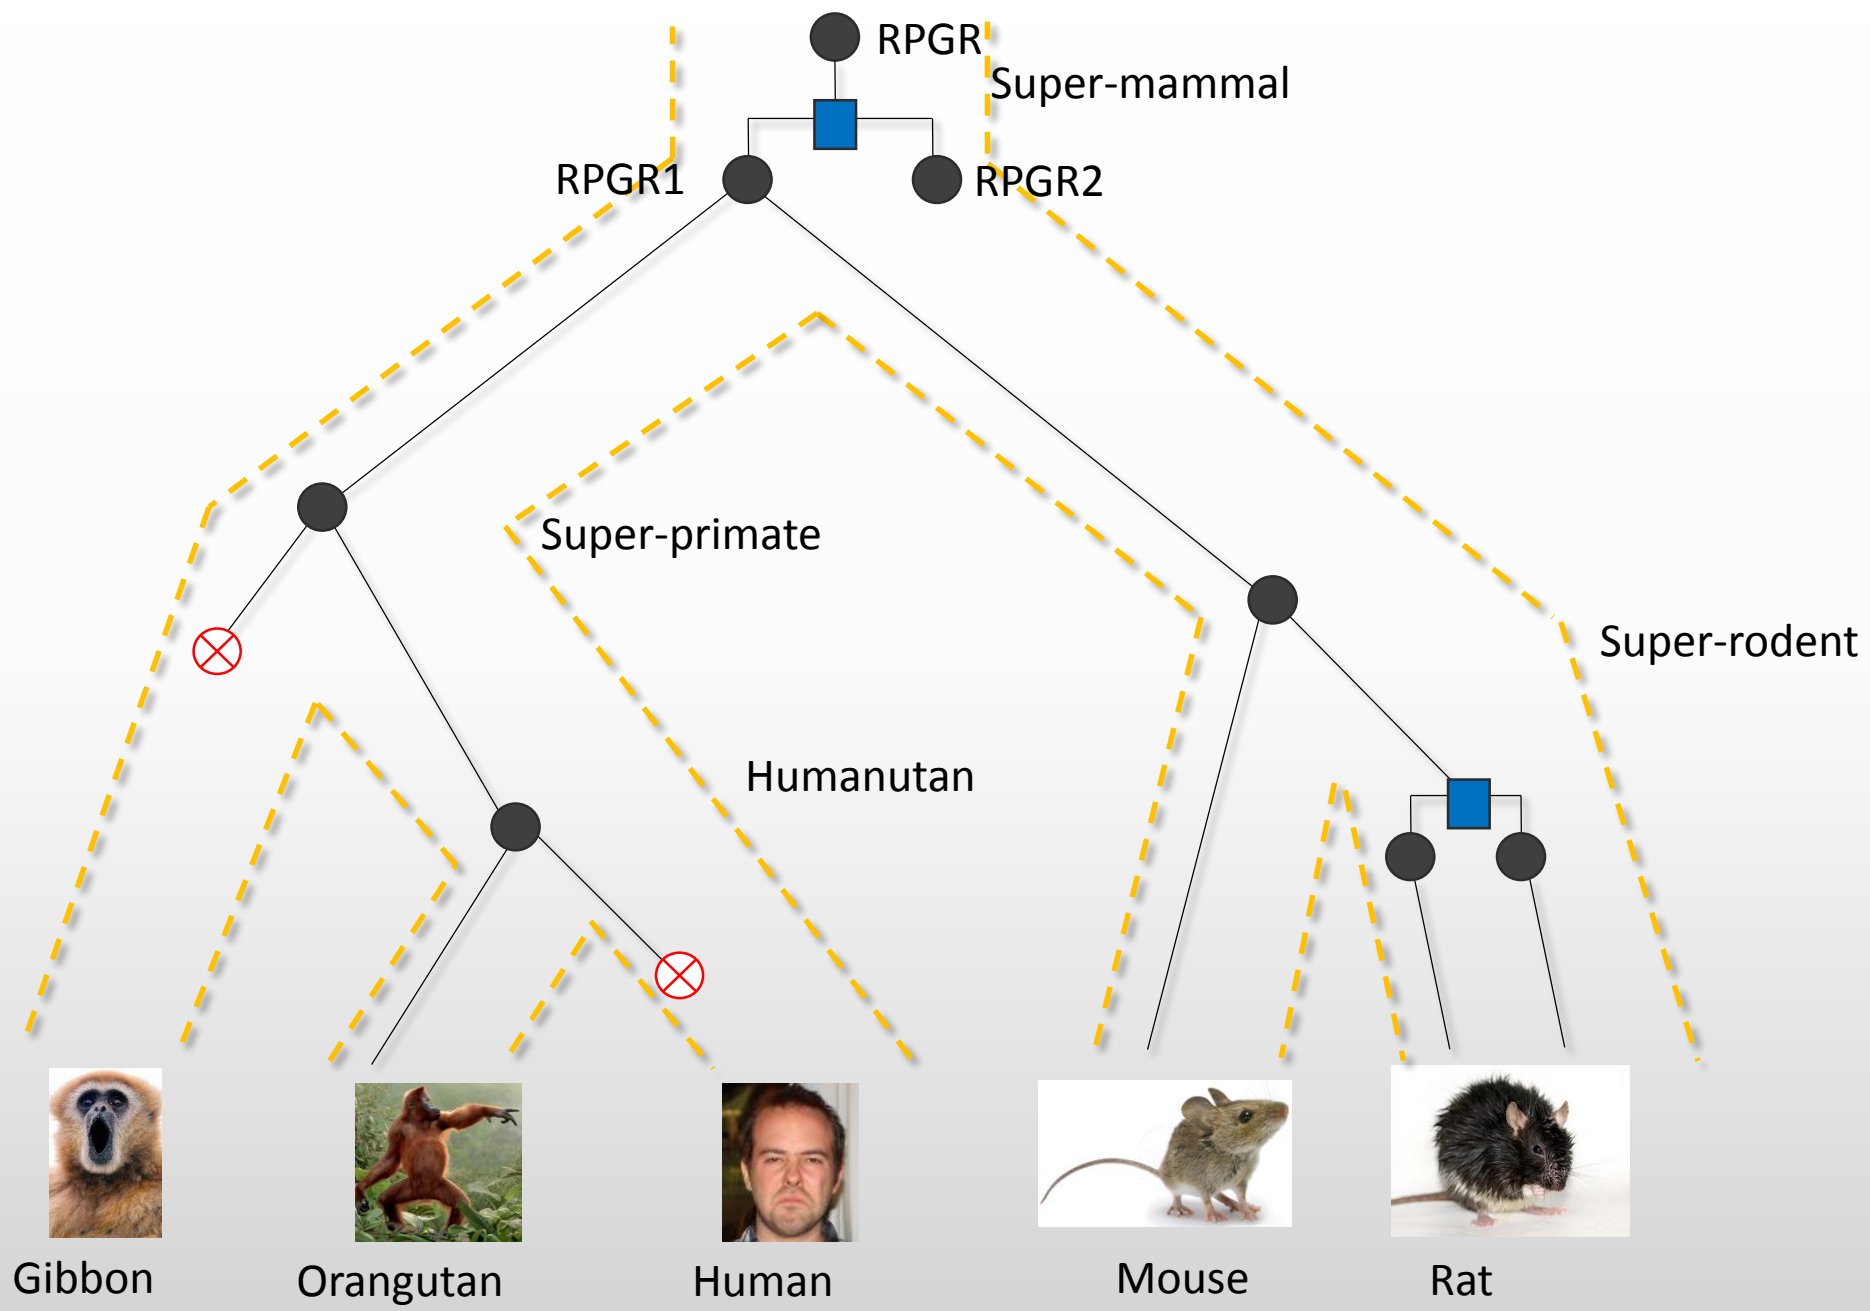 RPGR
Super-mammal
RPGR1
RPGR2
Super-primate
Super-rodent
Humanutan
Gibbon
Orangutan
Human
Mouse
Rat